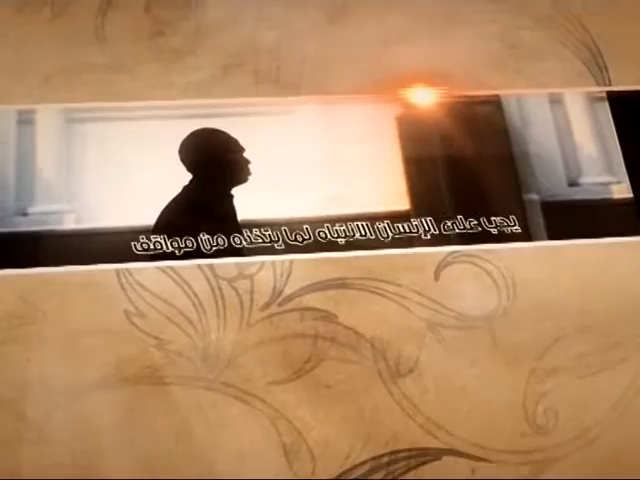 يجب على الإنسان الانتباه لما يتخذه من مواقف